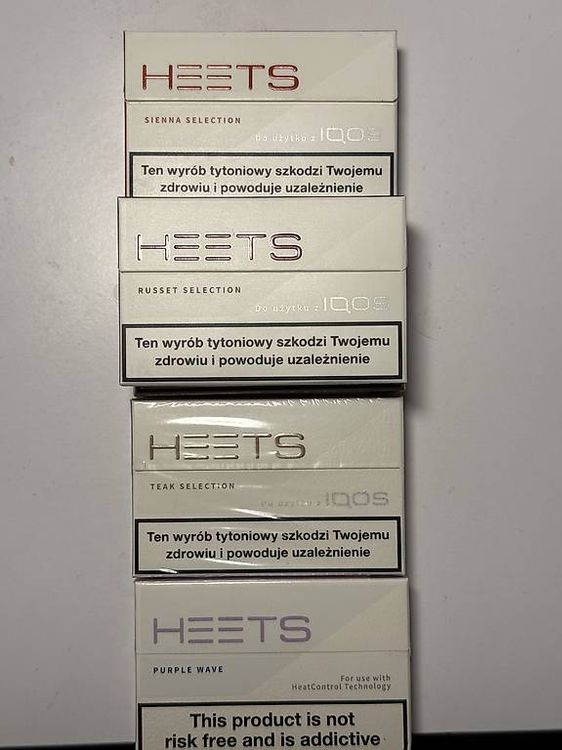 HEETS
SIENNA SELECTION
Do użytku z IQOS
Ten wyrób tytoniowy szkodzi Twojemu
zdrowiu i powoduje uzależnienie
HEETS
RUSSET SELECTION
Do użytku z IQOS
Ten wyrób tytoniowy szkodzi Twojemu
zdrowiu i powoduje uzależnienie
HEETS
TEAK SELECTION
Do użytku z IQOS
Ten wyrób tytoniowy szkodzi Twojemu
zdrowiu i powoduje uzależnienie
HEETS
PURPLE WAVE
For use with
HeatControl Technology
This product is not
risk free and is addictive